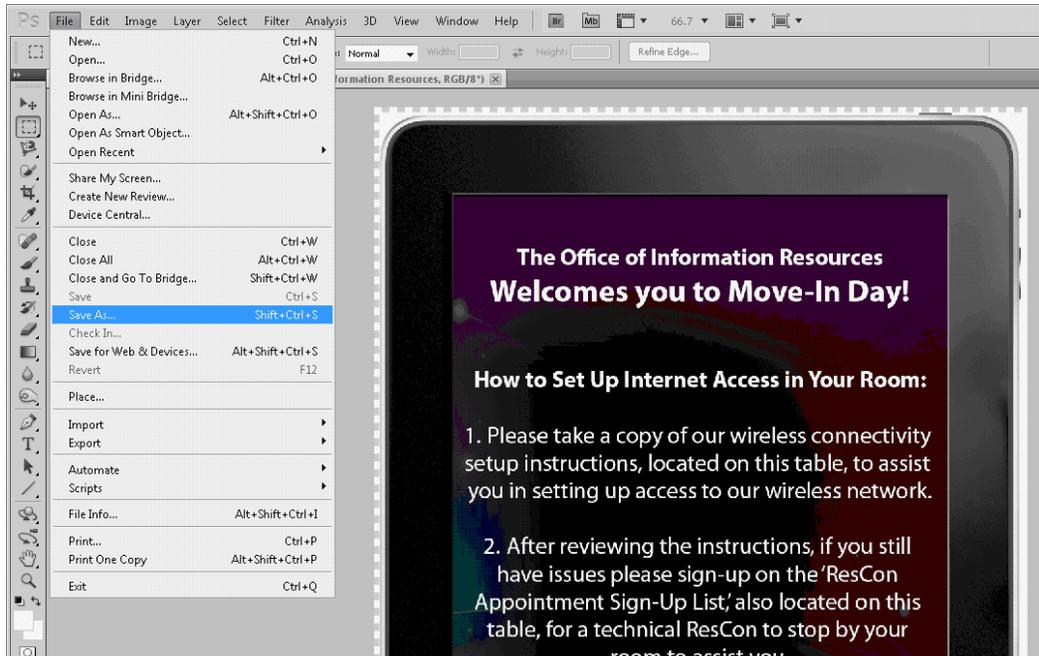 Ps File Edit Image Layer Select Filter Analysis 3D View Window Help Br Mb 66.7
Normal Width: Height: Refine Edge...
formation Resources, RGB/8*)
New... Ctrl+N
Open... Ctrl+O
Browse in Bridge... Alt+Ctrl+O
Browse in Mini Bridge...
Open As... Alt+Shift+Ctrl+O
Open As Smart Object...
Open Recent
Share My Screen...
Create New Review...
Device Central...
Close Ctrl+W
Close All Alt+Ctrl+W
Close and Go To Bridge... Shift+Ctrl+W
Save Ctrl+S
Save As... Shift+Ctrl+S
Check In...
Save for Web & Devices... Alt+Shift+Ctrl+S
Revert F12
Place...
Import
Export
Automate
Scripts
File Info... Alt+Shift+Ctrl+I
Print... Ctrl+P
Print One Copy Alt+Shift+Ctrl+P
Exit Ctrl+Q
T
The Office of Information Resources
Welcomes you to Move-In Day!
How to Set Up Internet Access in Your Room:
1. Please take a copy of our wireless connectivity
setup instructions, located on this table, to assist
you in setting up access to our wireless network.
2. After reviewing the instructions, if you still
have issues please sign-up on the 'ResCon
Appointment Sign-Up List,' also located on this
table, for a technical ResCon to stop by your
room to assist you